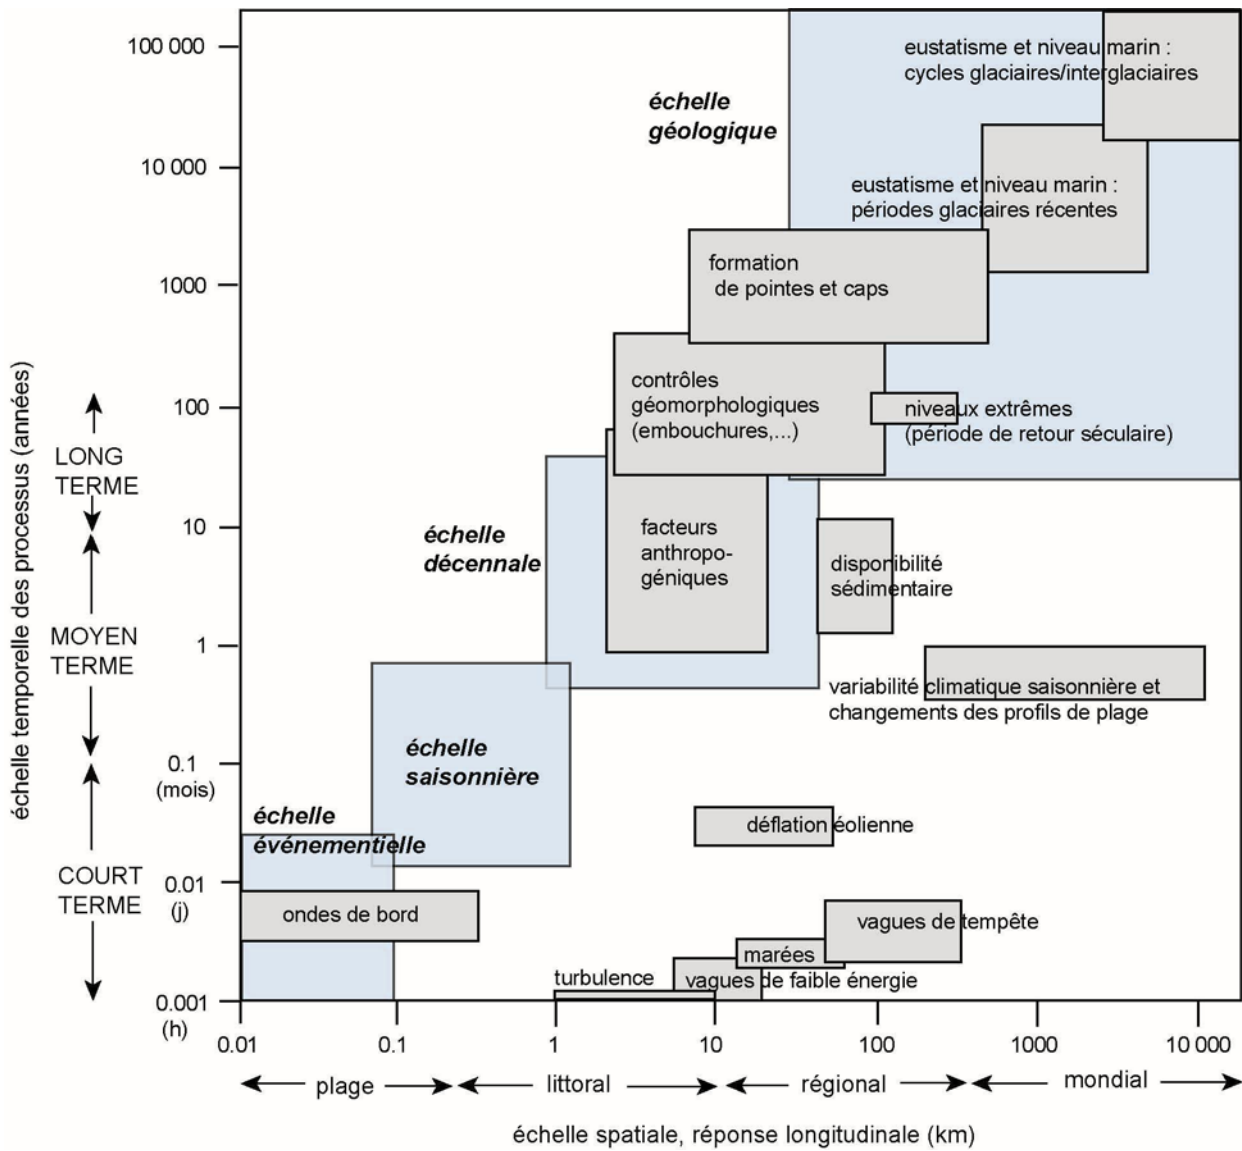 100 000
10 000
1000
100
10
1
0.1
(mois)
0.01
(j)
0.001
(h)
échelle temporelle des processus (années)
LONG
TERME
MOYEN
TERME
COURT
TERME
échelle
géologique
eustatisme et niveau marin :
cycles glaciaires/interglaciaires
eustatisme et niveau marin :
périodes glaciaires récentes
formation
de pointes et caps
contrôles
géomorphologiques
(embouchures,...)
niveaux extrêmes
(période de retour séculaire)
échelle
décennale
facteurs
anthropo-
géniques
disponibilité
sédimentaire
variabilité climatique saisonnière et
changements des profils de plage
échelle
saisonnière
échelle
événementielle
déflation éolienne
ondes de bord
vagues de tempête
marées
turbulence
vagues de faible énergie
0.01
0.1
1
10
100
1000
10 000
plage
littoral
régional
mondial
échelle spatiale, réponse longitudinale (km)